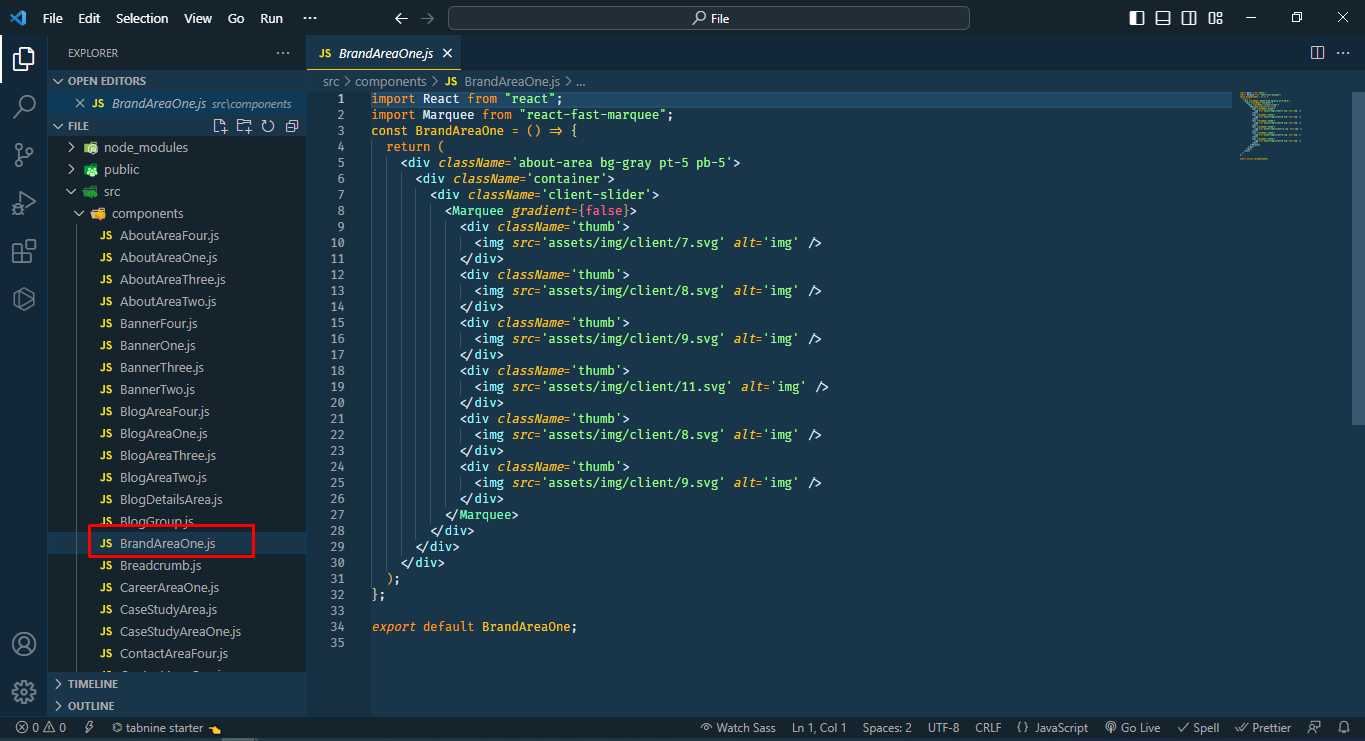 File Edit Selection View Go Run ··· File
EXPLORER ···
OPEN EDITORS
JS BrandAreaOne.js src\components
FILE
node_modules
public
src
components
JS AboutAreaFour.js
JS AboutAreaOne.js
JS AboutAreaThree.js
JS AboutAreaTwo.js
JS BannerFour.js
JS BannerOne.js
JS BannerThree.js
JS BannerTwo.js
JS BlogAreaFour.js
JS BlogAreaOne.js
JS BlogAreaThree.js
JS BlogAreaTwo.js
JS BlogDetailsArea.js
JS BlogGroup.js
JS BrandAreaOne.js
JS Breadcrumb.js
JS CareerAreaOne.js
JS CaseStudyArea.js
JS CaseStudyAreaOne.js
JS ContactAreaFour.js
TIMELINE
OUTLINE
JS BrandAreaOne.js
src > components > JS BrandAreaOne.js > ...
1 import React from "react";
2 import Marquee from "react-fast-marquee";
3 const BrandAreaOne = () => {
4 return (
5 <div className='about-area bg-gray pt-5 pb-5'>
6 <div className='container'>
7 <div className='client-slider'>
8 <Marquee gradient={false}>
9 <div className='thumb'>
10 <img src='assets/img/client/7.svg' alt='img' />
11 </div>
12 <div className='thumb'>
13 <img src='assets/img/client/8.svg' alt='img' />
14 </div>
15 <div className='thumb'>
16 <img src='assets/img/client/9.svg' alt='img' />
17 </div>
18 <div className='thumb'>
19 <img src='assets/img/client/11.svg' alt='img' />
20 </div>
21 <div className='thumb'>
22 <img src='assets/img/client/8.svg' alt='img' />
23 </div>
24 <div className='thumb'>
25 <img src='assets/img/client/9.svg' alt='img' />
26 </div>
27 </Marquee>
28 </div>
29 </div>
30 </div>
31 );
32 };
33
34 export default BrandAreaOne;
35
0 0 tabnine starter Watch Sass Ln 1, Col 1 Spaces: 2 UTF-8 CRLF {} JavaScript Go Live Spell Prettier